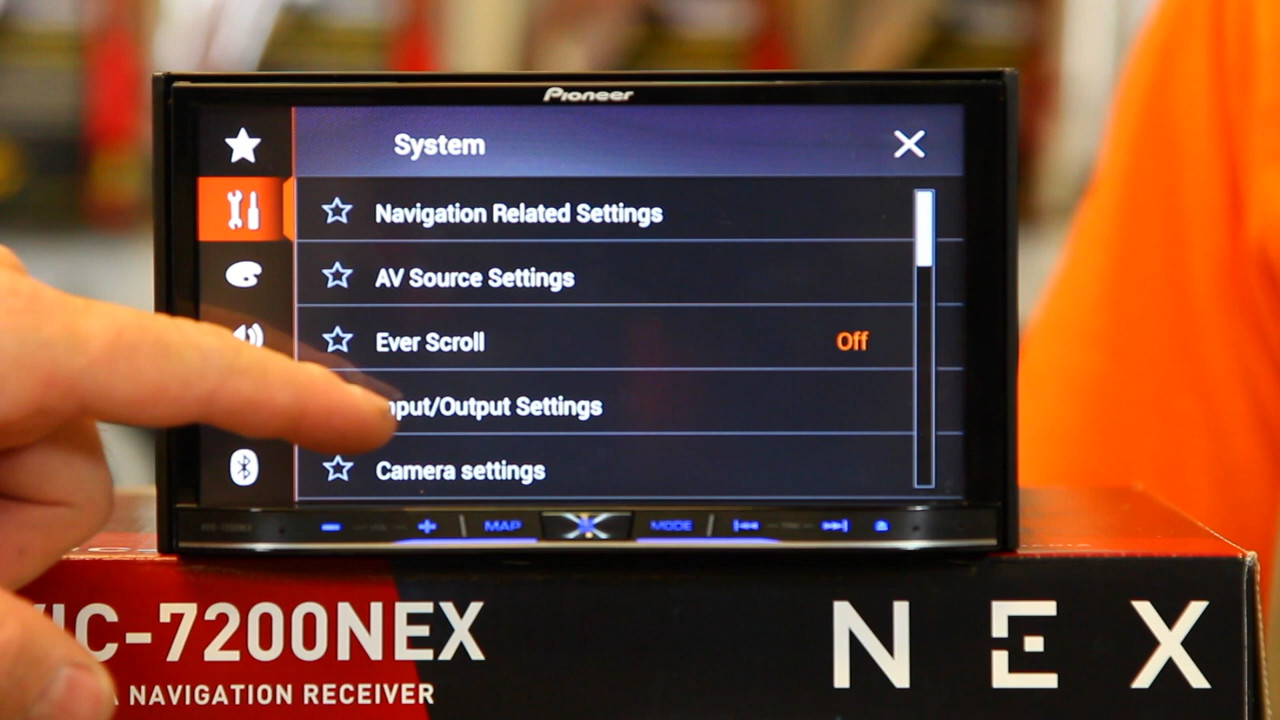 Pioneer
System
Navigation Related Settings
AV Source Settings
Ever Scroll Off
nput/Output Settings
Camera settings
MAP MODE
IC-7200NEX
NAVIGATION RECEIVER
NEX